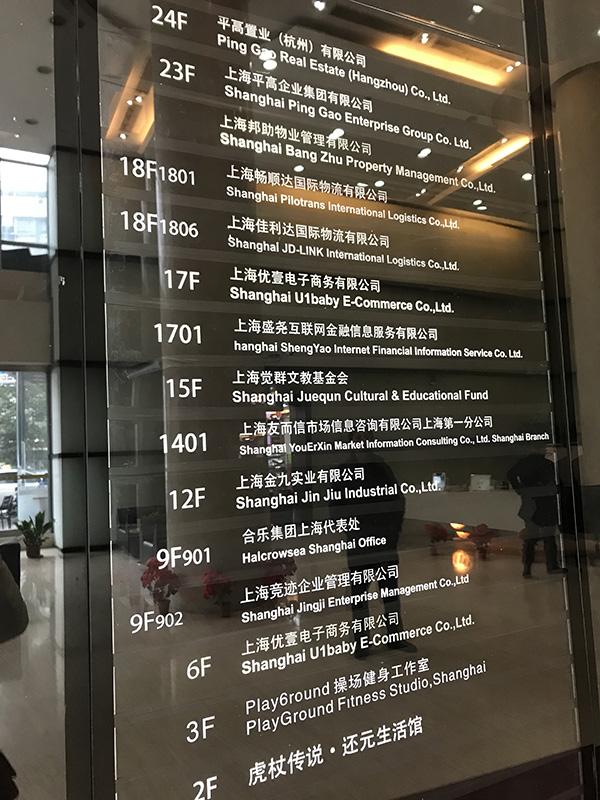 24F 平高置业（杭州）有限公司
Ping Gao Real Estate (Hangzhou) Co., Ltd.
23F 上海平高企业集团有限公司
Shanghai Ping Gao Enterprise Group Co. Ltd.
上海邦助物业管理有限公司
Shanghai Bang Zhu Property Management Co.,Ltd.
18F1801 上海畅顺达国际物流有限公司
Shanghai Pilotrans International Logistics Co.,Ltd.
18F1806 上海佳利达国际物流有限公司
Shanghai JD-LINK International Logistics Co.,Ltd.
17F 上海优壹电子商务有限公司
Shanghai U1baby E-Commerce Co.,Ltd.
1701 上海盛尧互联网金融信息服务有限公司
hanghai ShengYao Internet Financial Information Service Co. Ltd.
15F 上海觉群文教基金会
Shanghai Juequn Cultural & Educational Fund
1401 上海友而信市场信息咨询有限公司上海第一分公司
Shanghai YouErXin Market Information Consulting Co., Ltd. Shanghai Branch
12F 上海金九实业有限公司
Shanghai Jin Jiu Industrial Co.,Ltd.
9F901 合乐集团上海代表处
Halcrowsea Shanghai Office
9F902 上海竞迹企业管理有限公司
Shanghai Jingji Enterprise Management Co.,Ltd
6F 上海优壹电子商务有限公司
Shanghai U1baby E-Commerce Co.,Ltd.
3F Play6round 操场健身工作室
PlayGround Fitness Studio,Shanghai
2F 虎杖传说·还元生活馆